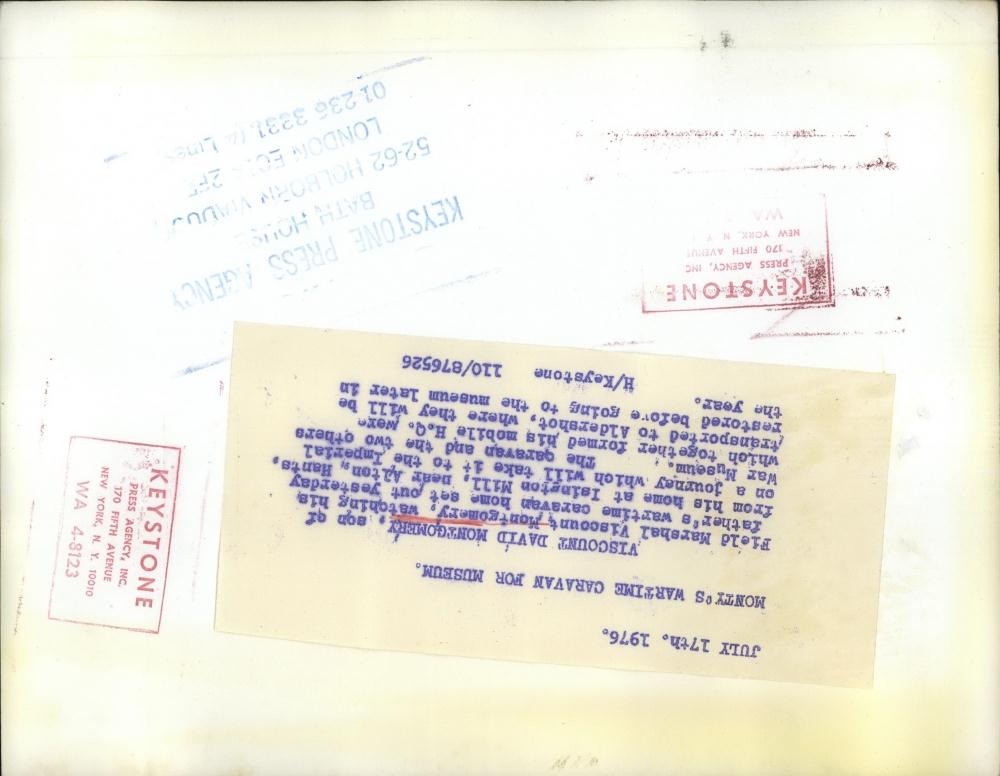 KEYSTONE PRESS AGENCY
BATH HOUSE
52-62 HOLBORN VIADUCT
LONDON EC1A 2FE
01 236 3331 (4 Lines
KEYSTONE
PRESS AGENCY, INC
170 FIFTH AVENUE
NEW YORK, N. Y.
WA
JULY 17th. 1976.
MONTY'S WARTIME CARAVAN FOR MUSEUM.
VISCOUNT DAVID MONTGOMERY, son of
Field Marshal Viscount Montgomery, watching his
father's wartime caravan home set out yesterday
from his home at Isington Mill, near Alton, Hants,
on a journey which will take it to the Imperial
War Museum. The caravan and the two others
which together formed his mobile H.Q. were
transported to Aldershot, where they will be
restored before going to the museum later in
the year.
H/Keystone 110/876526
KEYSTONE
PRESS AGENCY, INC.
170 FIFTH AVENUE
NEW YORK, N. Y. 10010
WA 4-8123